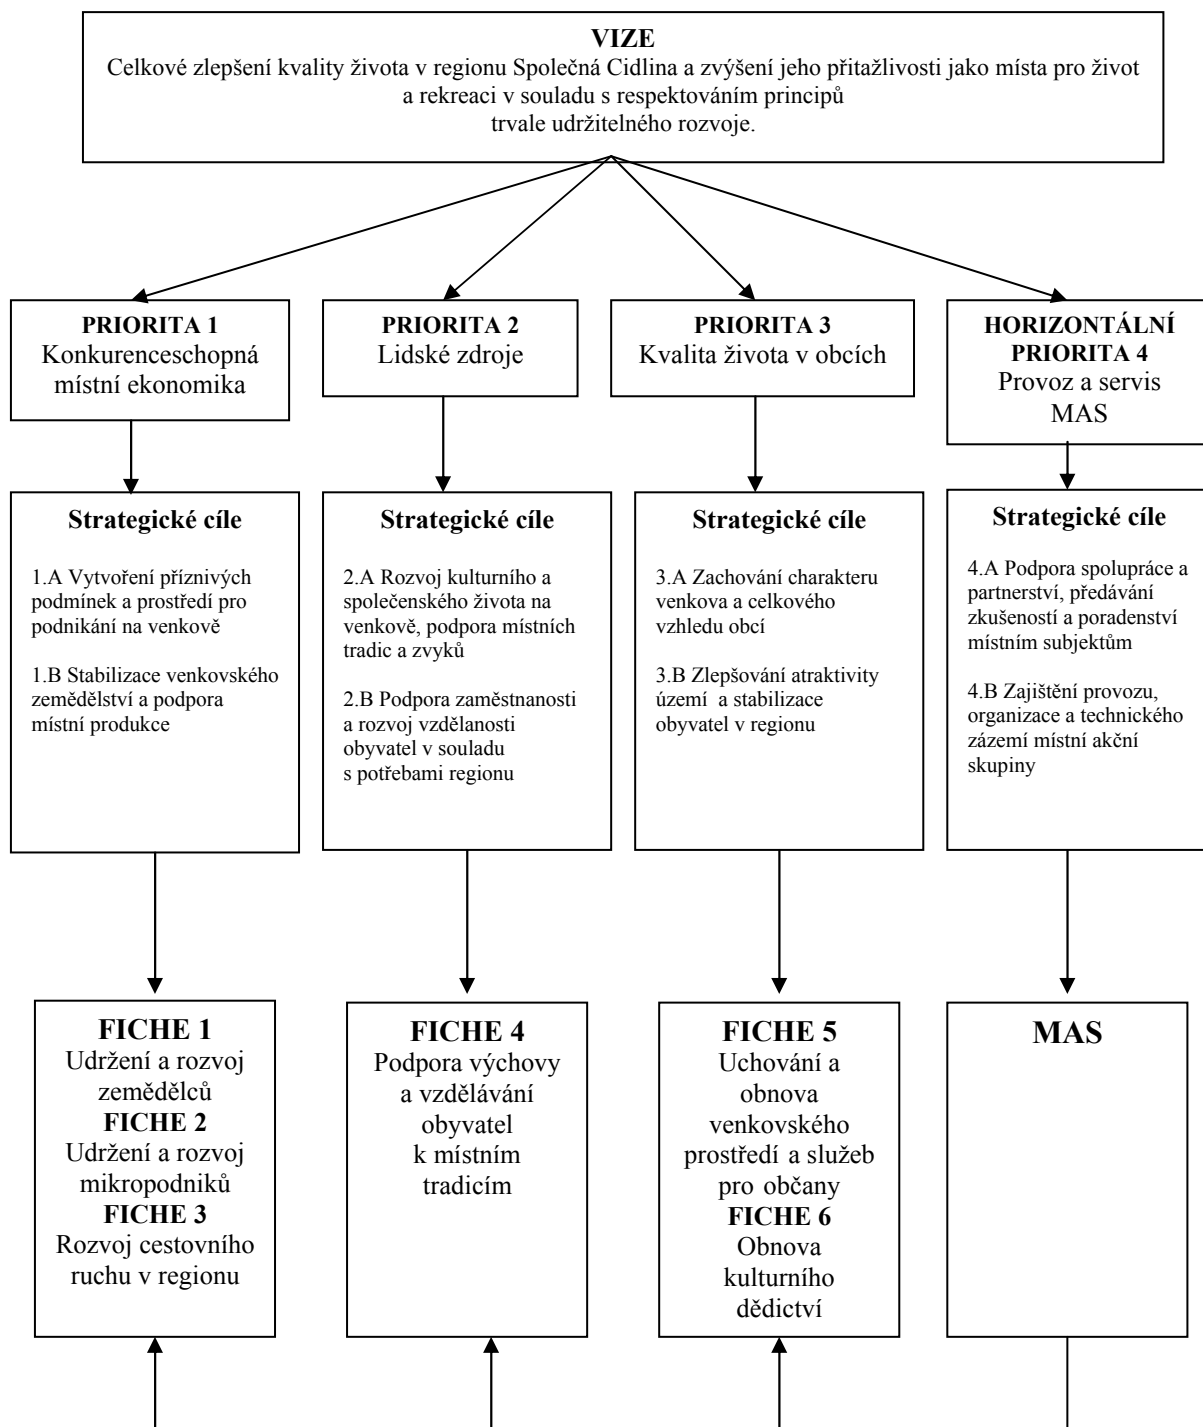 VIZE
Celkové zlepšení kvality života v regionu Společná Cidlina a zvýšení jeho přitažlivosti jako místa pro život
a rekreaci v souladu s respektováním principů
trvale udržitelného rozvoje.
PRIORITA 1
Konkurenceschopná
místní ekonomika
PRIORITA 2
Lidské zdroje
PRIORITA 3
Kvalita života v obcích
HORIZONTÁLNÍ
PRIORITA 4
Provoz a servis
MAS
Strategické cíle
1.A Vytvoření příznivých
podmínek a prostředí pro
podnikání na venkově
1.B Stabilizace venkovského
zemědělství a podpora
místní produkce
Strategické cíle
2.A Rozvoj kulturního a
společenského života na
venkově, podpora místních
tradic a zvyků
2.B Podpora zaměstnanosti
a rozvoj vzdělanosti
obyvatel v souladu
s potřebami regionu
Strategické cíle
3.A Zachování charakteru
venkova a celkového
vzhledu obcí
3.B Zlepšování atraktivity
území a stabilizace
obyvatel v regionu
Strategické cíle
4.A Podpora spolupráce a
partnerství, předávání
zkušeností a poradenství
místním subjektům
4.B Zajištění provozu,
organizace a technického
zázemí místní akční
skupiny
FICHE 1
Udržení a rozvoj
zemědělců
FICHE 2
Udržení a rozvoj
mikropodniků
FICHE 3
Rozvoj cestovního
ruchu v regionu
FICHE 4
Podpora výchovy
a vzdělávání
obyvatel
k místním
tradicím
FICHE 5
Uchování a
obnova
venkovského
prostředí a služeb
pro občany
FICHE 6
Obnova
kulturního
dědictví
MAS